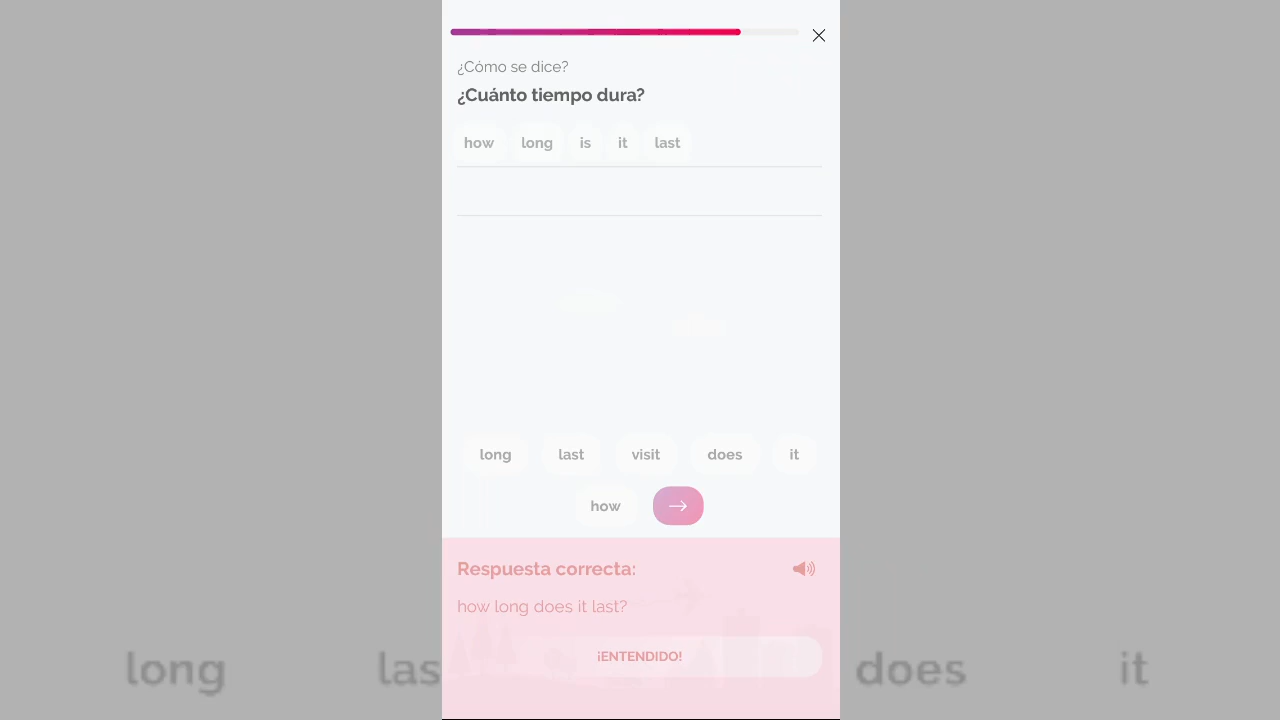 ¿Cómo se dice?
¿Cuánto tiempo dura?
how long is it last
long last visit does it
how
Respuesta correcta:
how long does it last?
¡ENTENDIDO!
long las does it